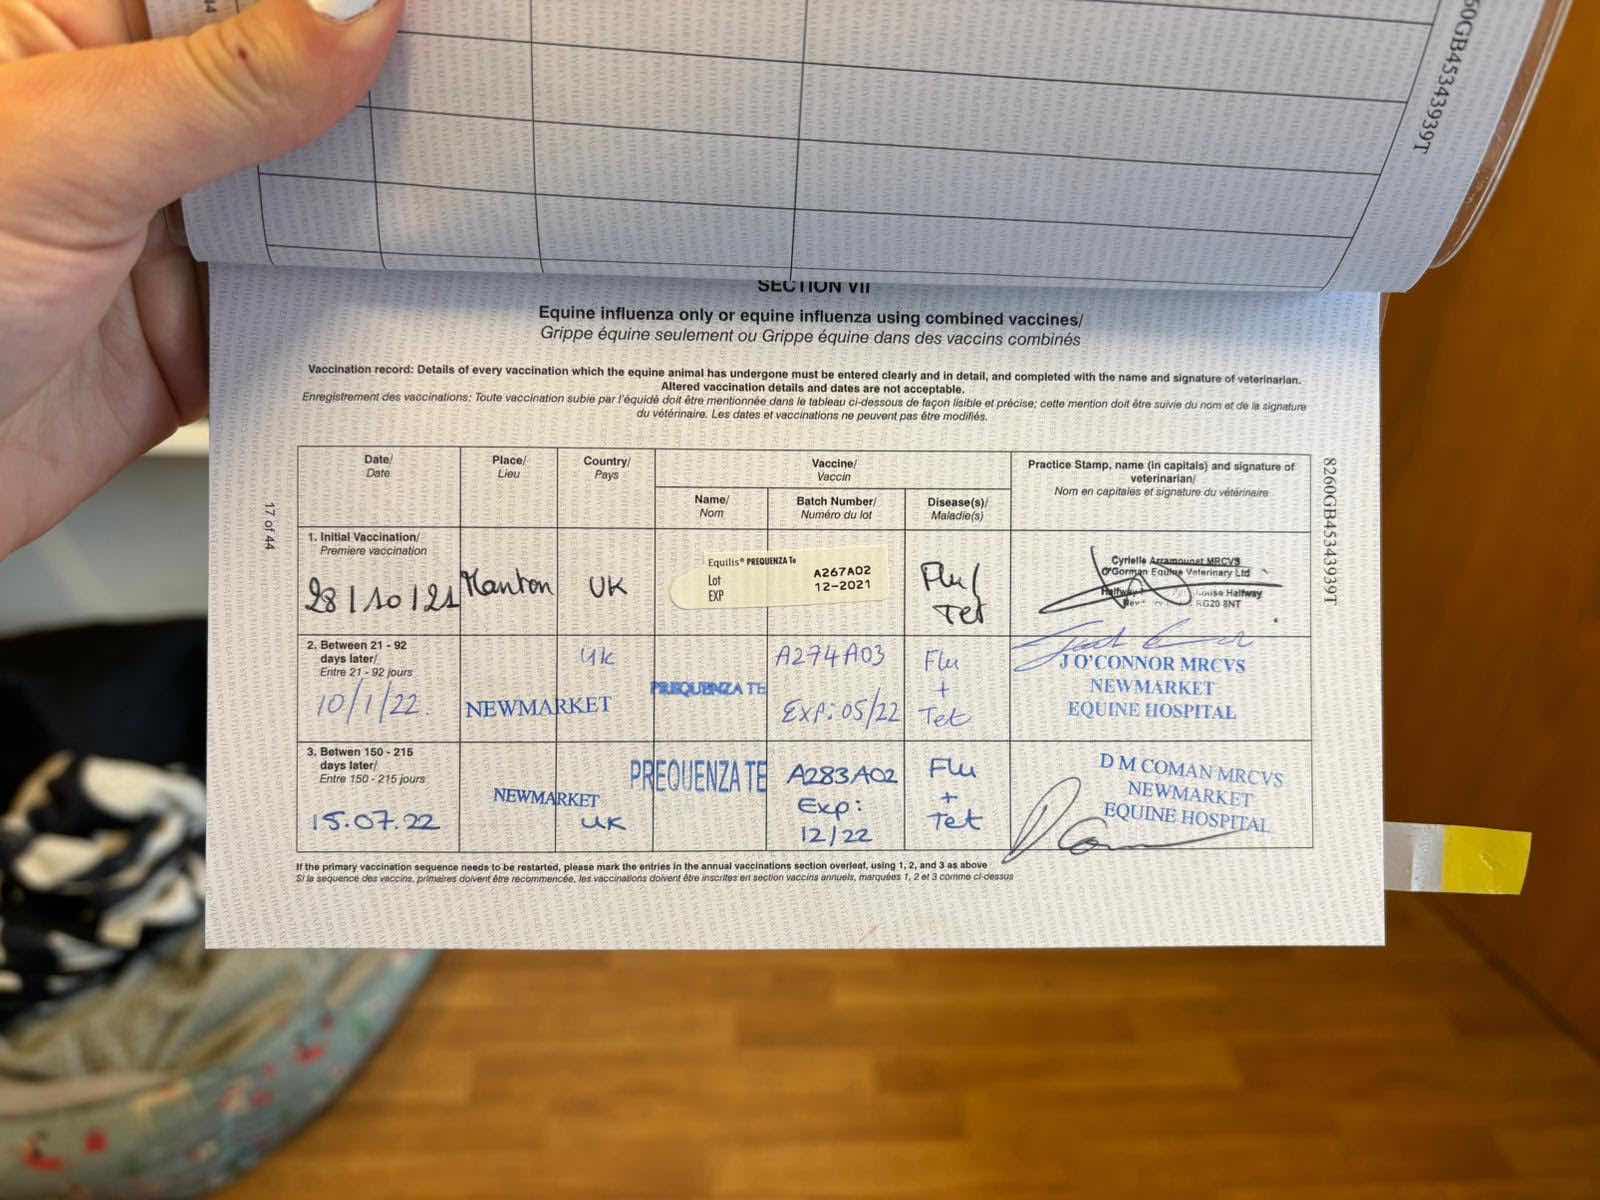 44
60GB45343939T
SECTION VII
Equine influenza only or equine influenza using combined vaccines/
Grippe équine seulement ou Grippe équine dans des vaccins combinés
Vaccination record: Details of every vaccination which the equine animal has undergone must be entered clearly and in detail, and completed with the name and signature of veterinarian.
Altered vaccination details and dates are not acceptable.
Enregistrement des vaccinations: Toute vaccination subie par l'équidé doit être mentionnée dans le tableau ci-dessous de façon lisible et précise; cette mention doit être suivie du nom et de la signature
du vétérinaire. Les dates et vaccinations ne peuvent pas être modifiés.
17 of 44
8260GB45343939T
Date/
Date
Place/
Lieu
Country/
Pays
Vaccine/
Vaccin
Name/
Nom
Batch Number/
Numéro du lot
Disease(s)/
Maladie(s)
Practice Stamp, name (in capitals) and signature of
veterinarian/
Nom en capitales et signature du vétérinaire
1. Initial Vaccination/
Premiere vaccination
28/10/21
Manton
UK
Equilis® PREQUENZA Te
Lot A267A02
EXP 12-2021
Flu/
Tet
Cyrielle Arramounet MRCVS
O'Gorman Equine Veterinary Ltd
Halfway House Halfway
RG20 8NT
2. Between 21 - 92
days later/
Entre 21 - 92 jours
10/1/22.
NEWMARKET
UK
PREQUENZA TE
A274A03
Exp: 05/22
Flu
+
Tet
J O'CONNOR MRCVS
NEWMARKET
EQUINE HOSPITAL
3. Betwen 150 - 215
days later/
Entre 150 - 215 jours
15.07.22
NEWMARKET
UK
PREQUENZA TE
A283A02
Exp:
12/22
Flu
+
Tet
D M COMAN MRCVS
NEWMARKET
EQUINE HOSPITAL
If the primary vaccination sequence needs to be restarted, please mark the entries in the annual vaccinations section overleaf, using 1, 2, and 3 as above
Si la sequence des vaccins, primaires doivent être recommencée, les vaccinations doivent être inscrites en section vaccins annuels, marquées 1, 2 et 3 comme ci-dessus